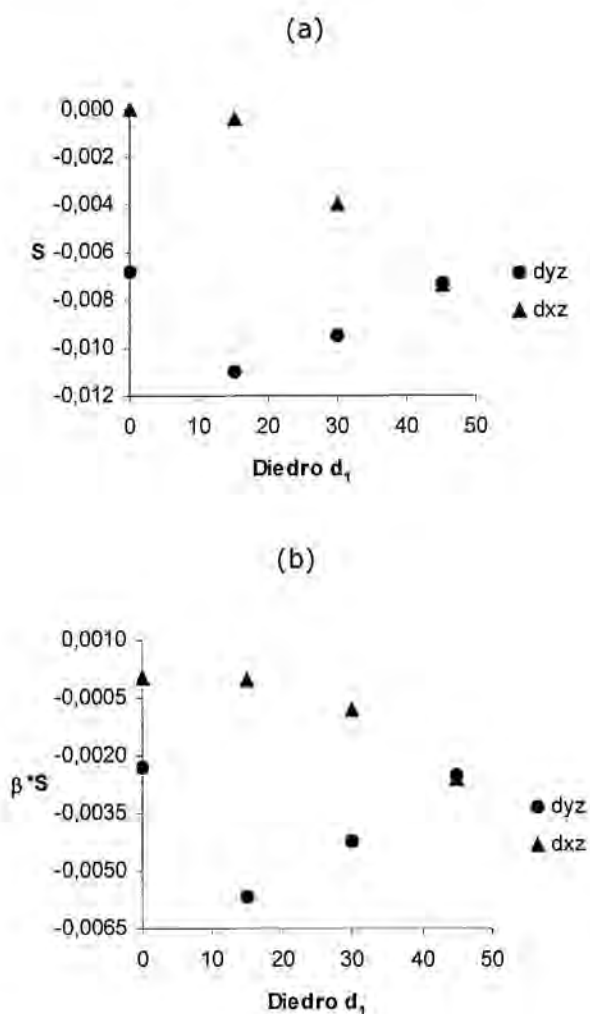 (a)
0,000
-0,002
-0,004
-0,006
-0,008
-0,010
-0,012
S
0 10 20 30 40 50
Diedro d₁
dyz
dxz
(b)
0,0010
-0,0005
-0,0020
-0,0035
-0,0050
-0,0065
β*S
0 10 20 30 40 50
Diedro d₁
dyz
dxz